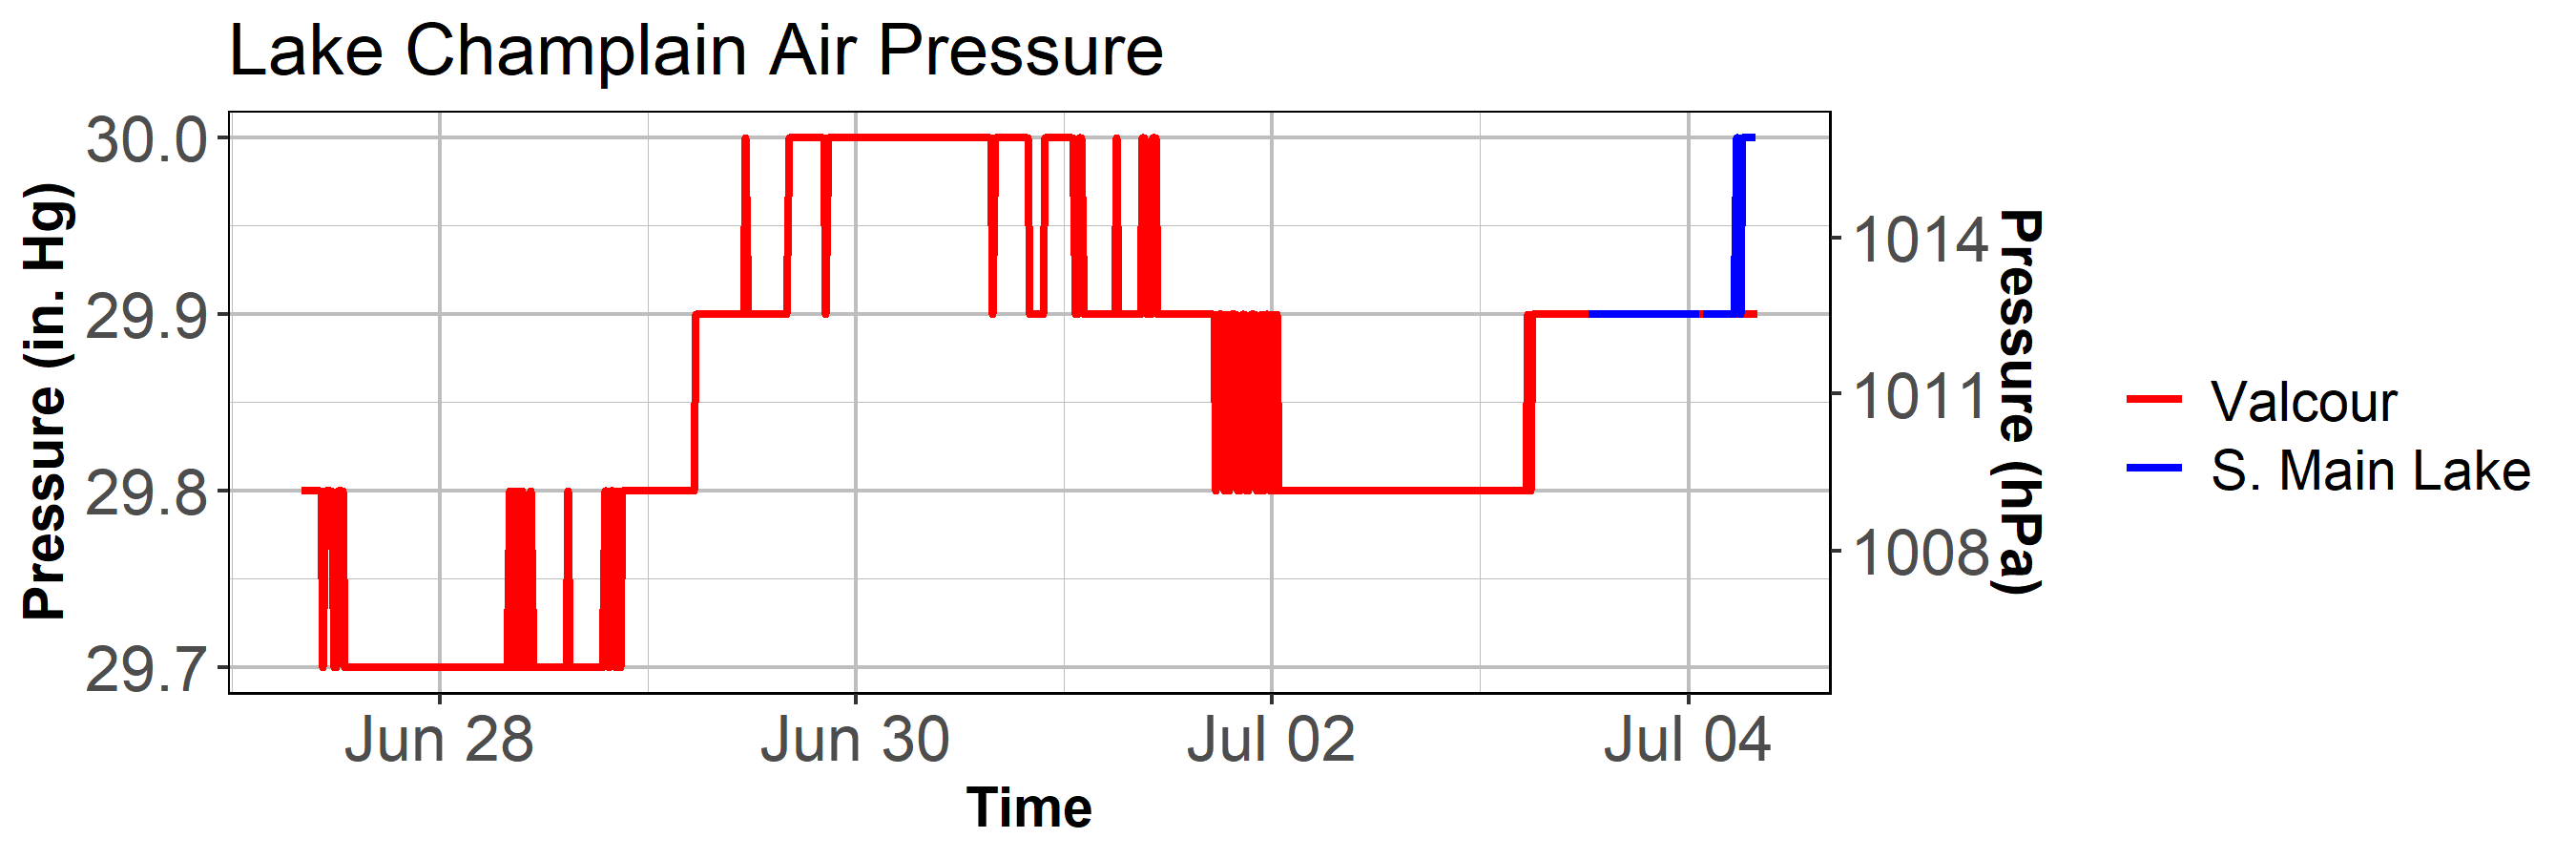 Lake Champlain Air Pressure
Pressure (in. Hg)
30.0
29.9
29.8
29.7
1014
1011
1008
Pressure (hPa)
Valcour
S. Main Lake
Jun 28
Jun 30
Jul 02
Jul 04
Time